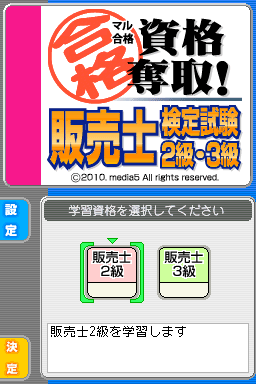 合格
マル合格
資格
奪取!
販売士
検定試験
2級・3級
©2010. media5 All rights reserved.
設定
学習資格を選択してください
販売士
2級
販売士
3級
販売士2級を学習します
決定